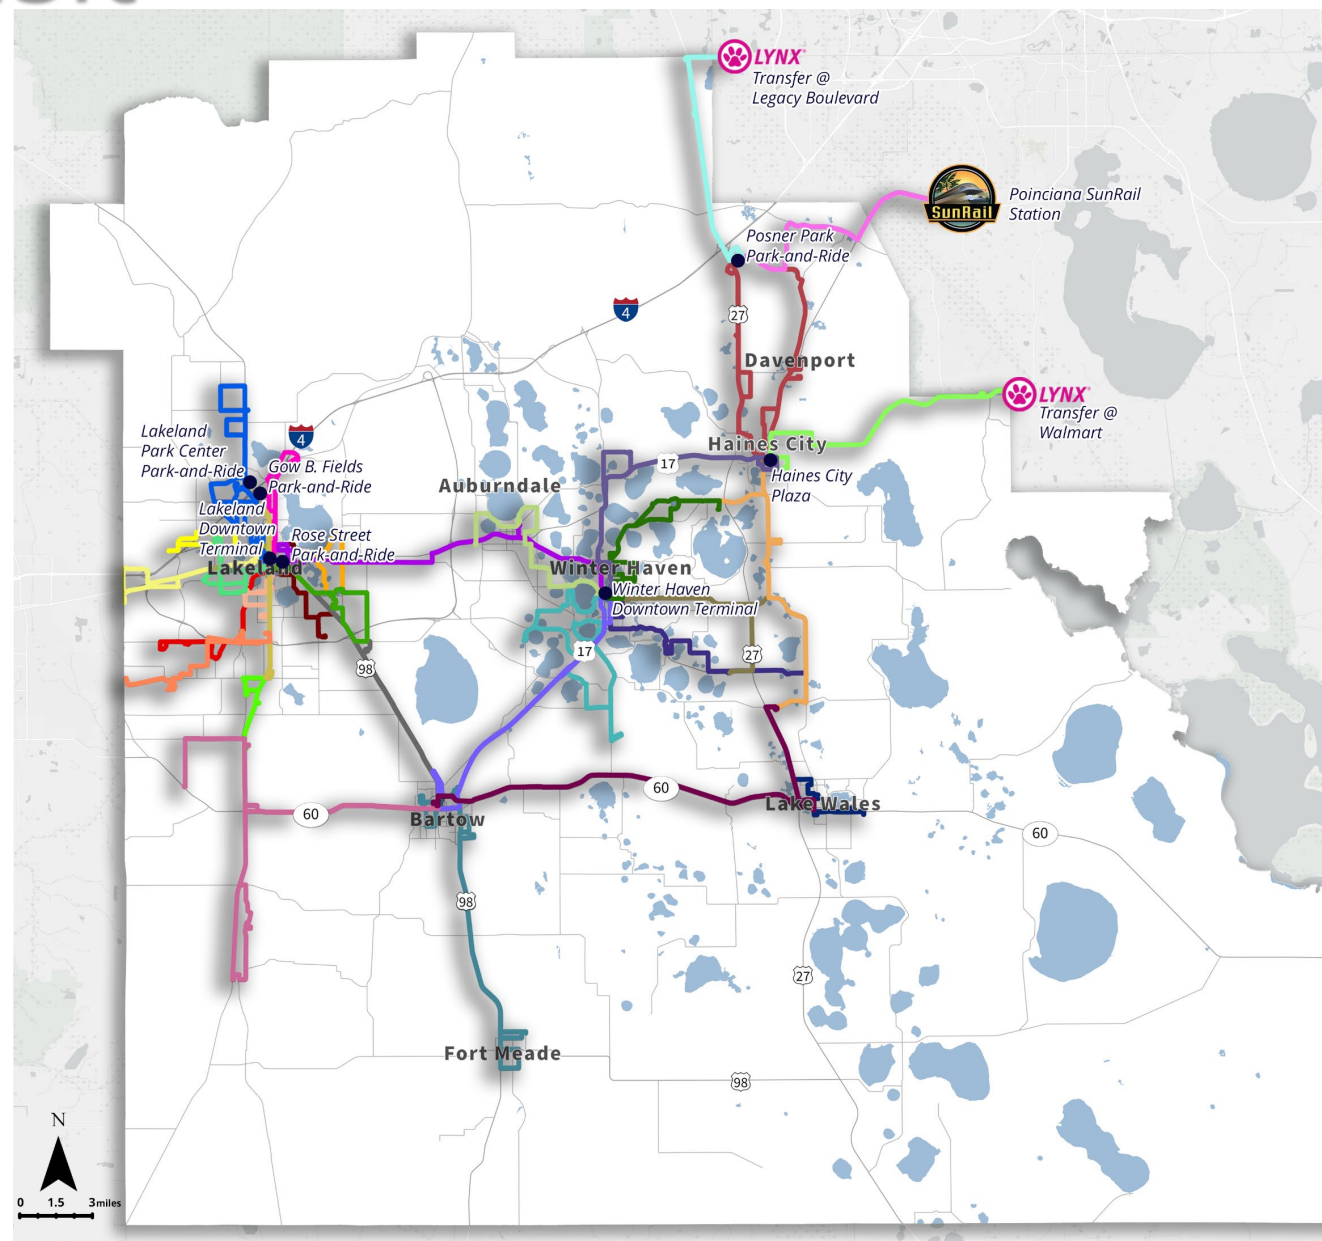 LYNX
Transfer @
Legacy Boulevard
SunRail
Poinciana SunRail
Station
Posner Park
Park-and-Ride
4
27
Davenport
LYNX
Transfer @
Walmart
Lakeland
Park Center
Park-and-Ride
4
Gow B. Fields
Park-and-Ride
Haines City
17
Haines City
Plaza
Auburndale
Lakeland
Downtown
Terminal
Rose Street
Park-and-Ride
Lakeland
Winter Haven
Winter Haven
Downtown Terminal
17
27
98
60
60
Bartow
Lake Wales
60
98
27
Fort Meade
98
N
0 1.5 3 miles